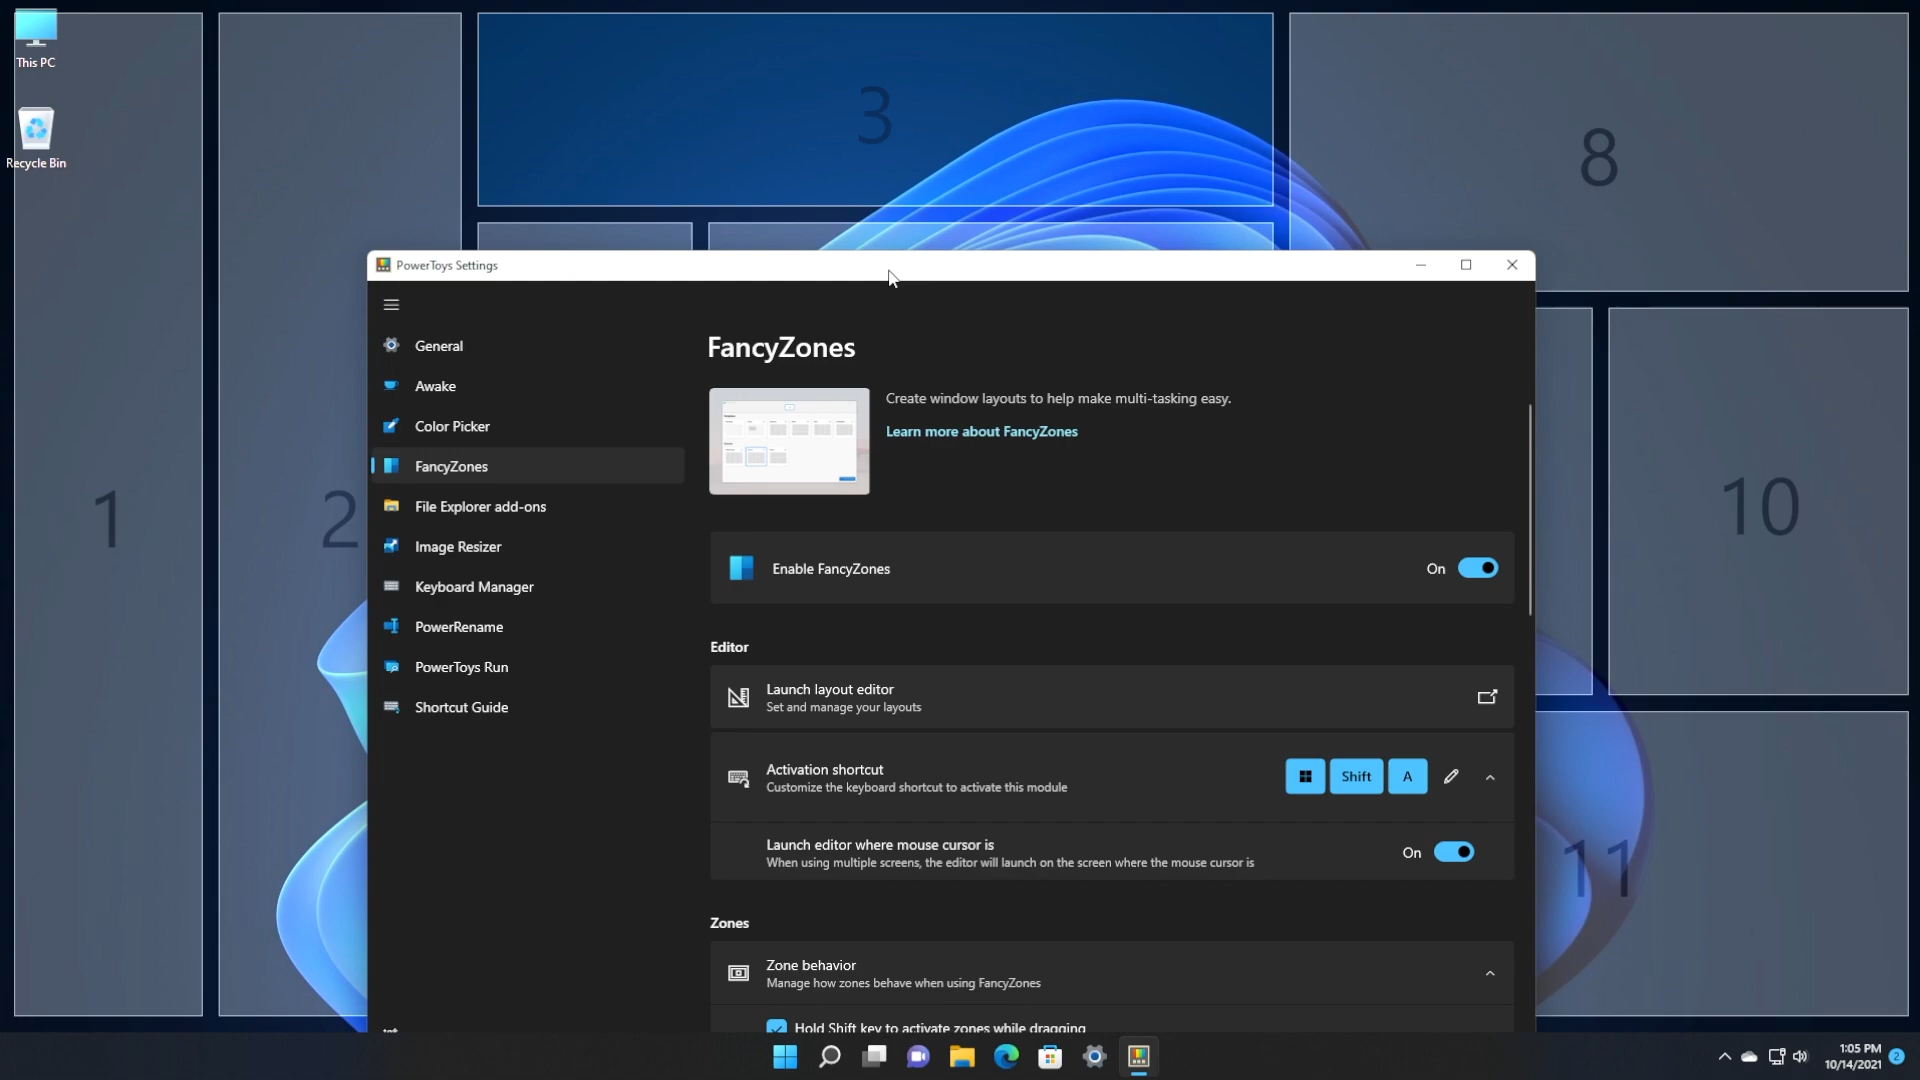 This PC
Recycle Bin
1
2
3
8
10
11
PowerToys Settings
General
Awake
Color Picker
FancyZones
File Explorer add-ons
Image Resizer
Keyboard Manager
PowerRename
PowerToys Run
Shortcut Guide
FancyZones
Create window layouts to help make multi-tasking easy.
Learn more about FancyZones
Enable FancyZones
On
Editor
Launch layout editor
Set and manage your layouts
Activation shortcut
Customize the keyboard shortcut to activate this module
Shift
A
Launch editor where mouse cursor is
When using multiple screens, the editor will launch on the screen where the mouse cursor is
On
Zones
Zone behavior
Manage how zones behave when using FancyZones
Hold Shift key to activate zones while dragging
1:05 PM
10/14/2021
2